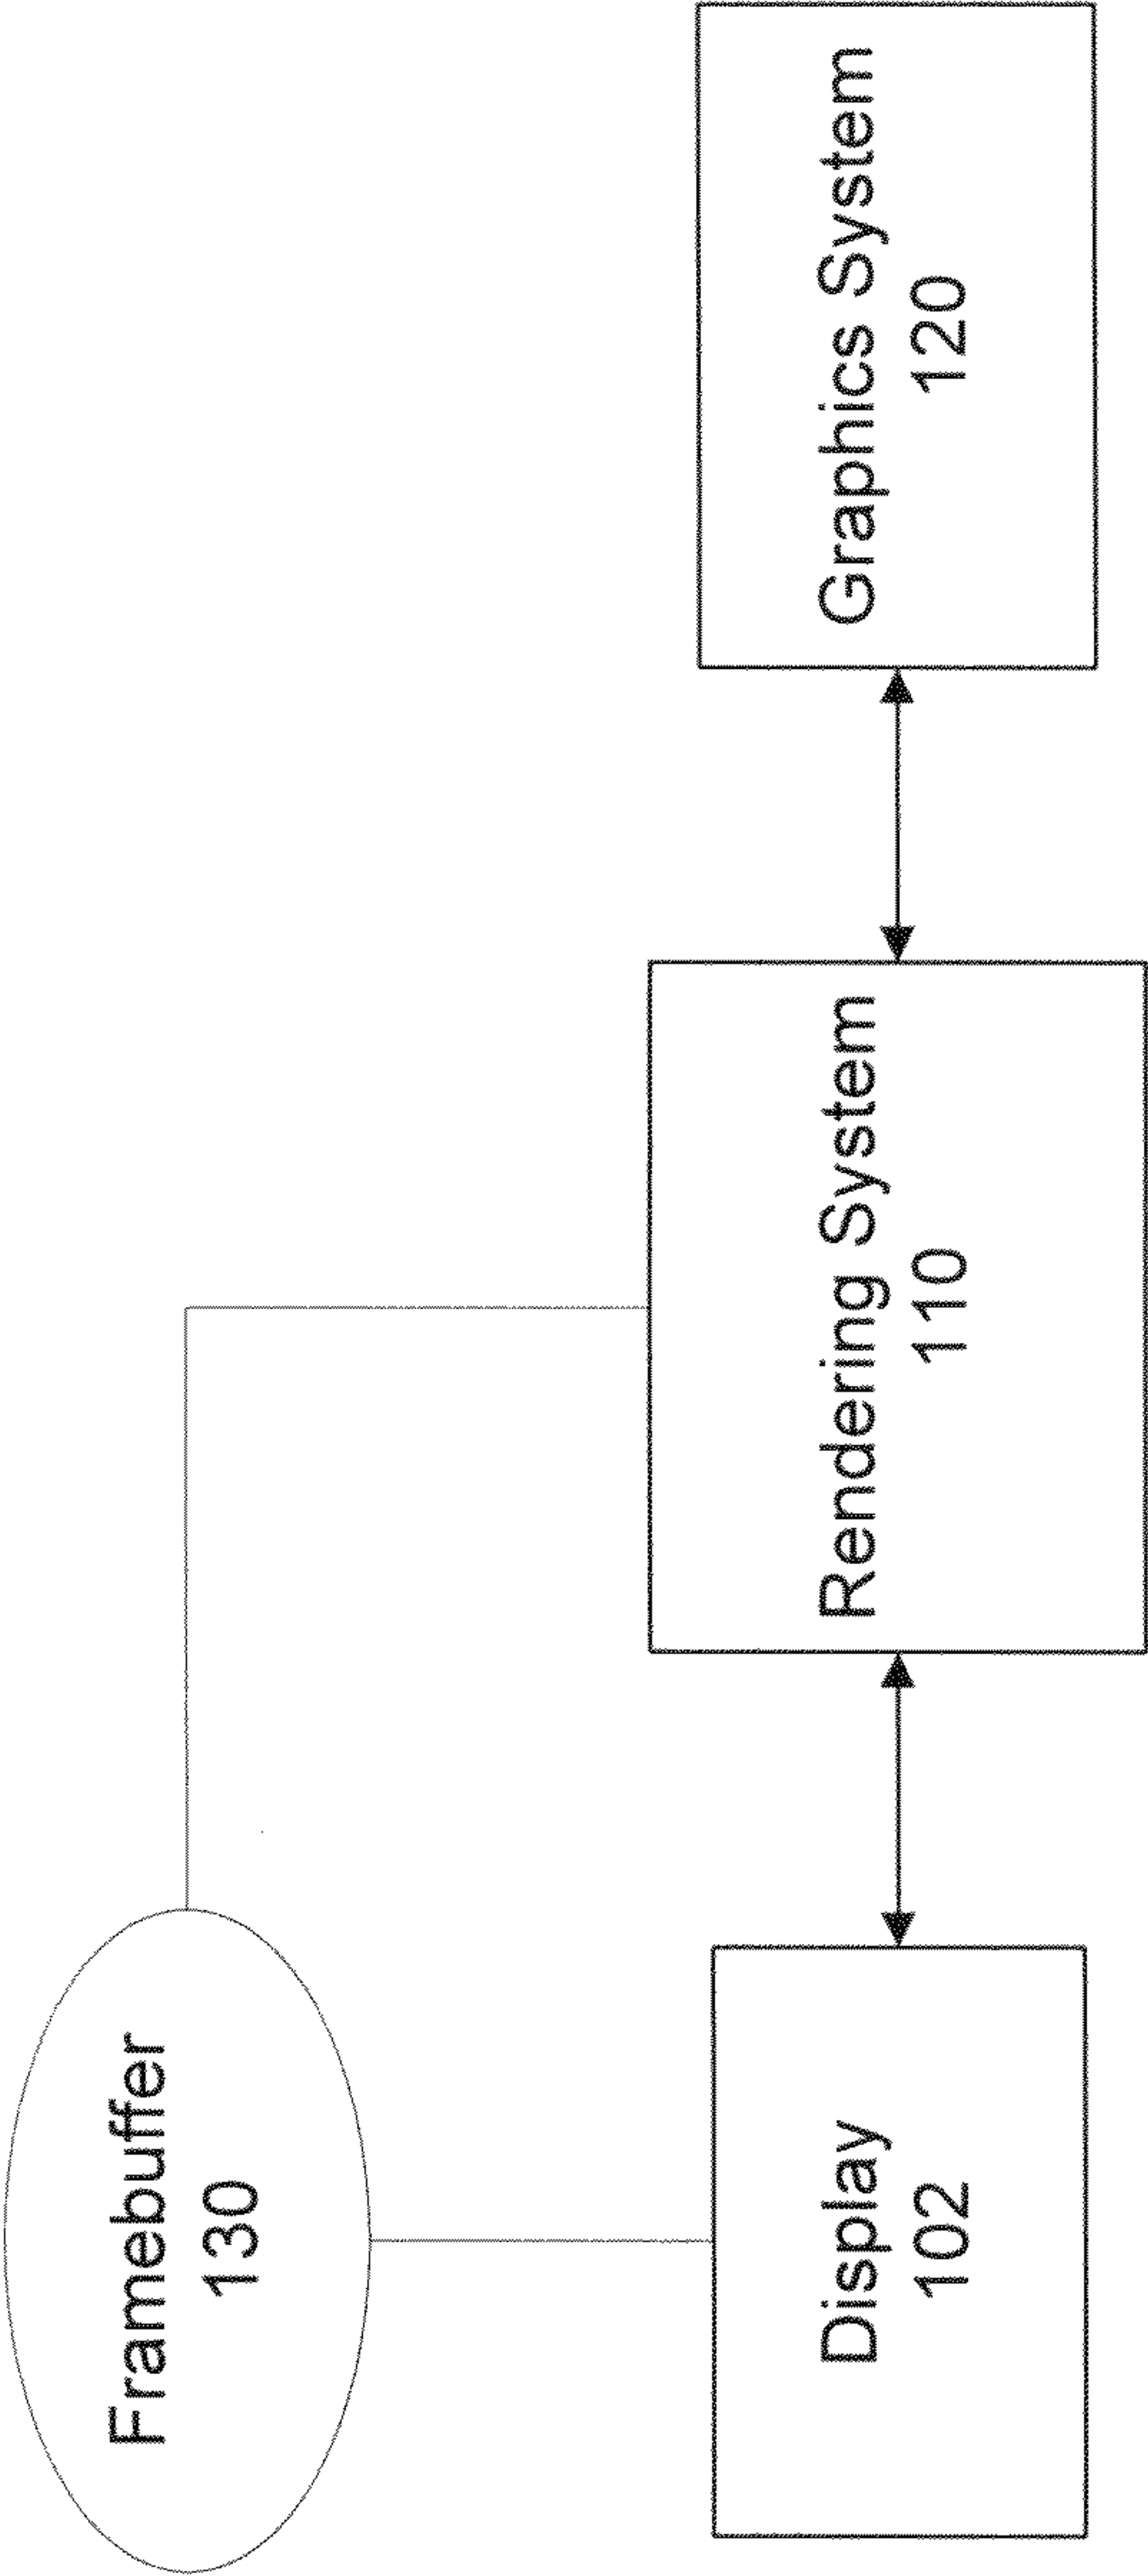 Framebuffer
130
Display
102
Rendering System
110
Graphics System
120